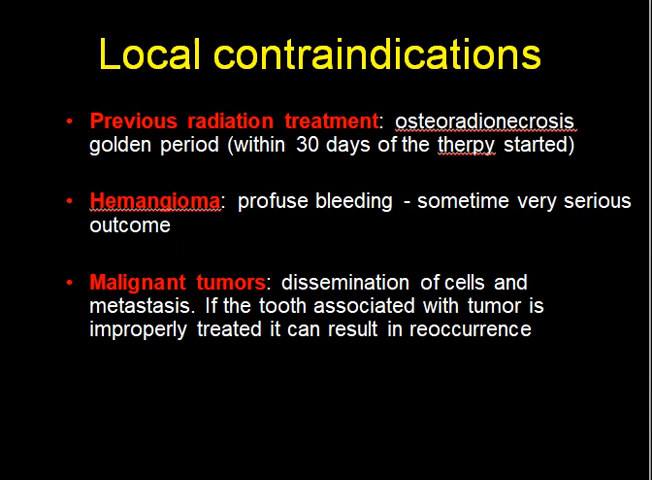 Local contraindications
• Previous radiation treatment: osteoradionecrosis
golden period (within 30 days of the therpy started)
• Hemangioma: profuse bleeding - sometime very serious
outcome
• Malignant tumors: dissemination of cells and
metastasis. If the tooth associated with tumor is
improperly treated it can result in reoccurrence